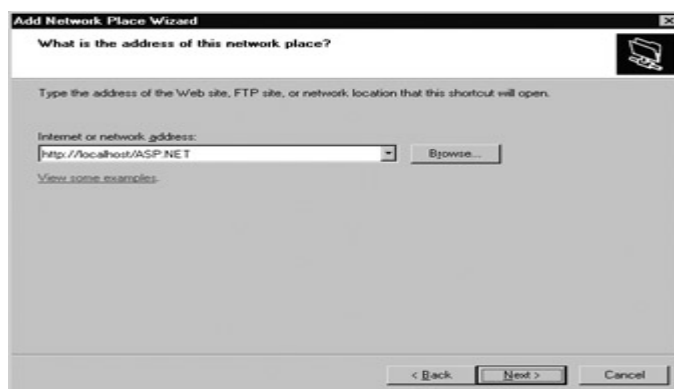 Add Network Place Wizard
What is the address of this network place?
Type the address of the Web site, FTP site, or network location that this shortcut will open.
Internet or network address:
http://localhost/ASP.NET
Browse...
View some examples.
< Back
Next >
Cancel